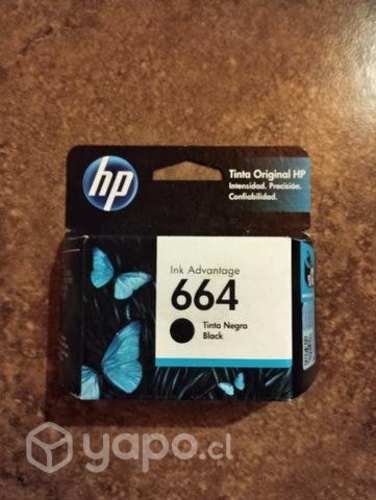 hp
Tinta Original HP
Intensidad. Precisión.
Confiabilidad.
Ink Advantage
664
Tinta Negra
Black
yapo.cl